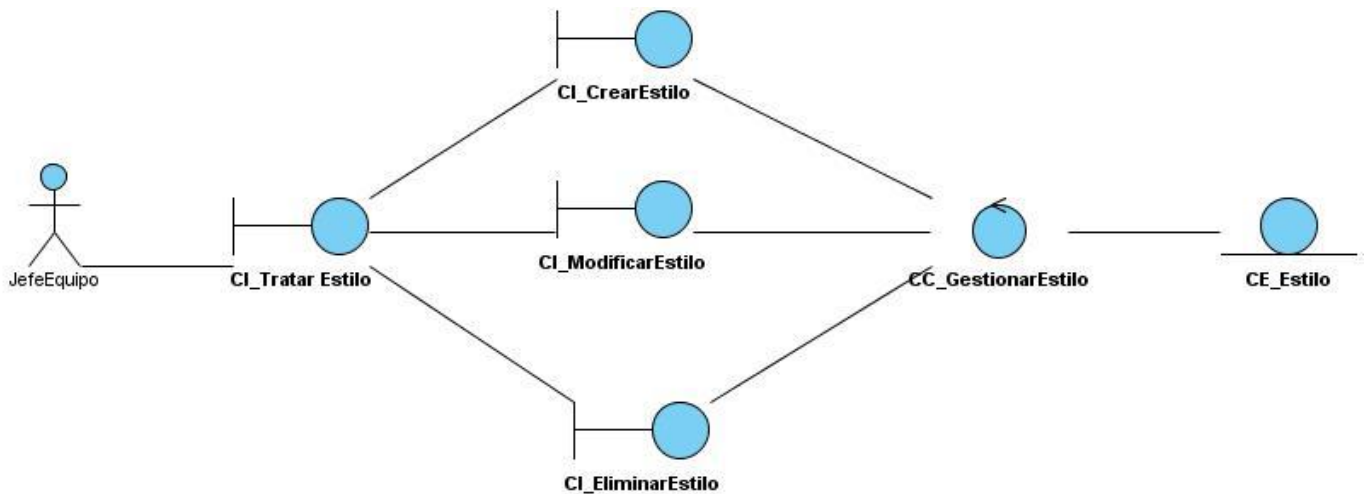 CI_CrearEstilo
JefeEquipo
CI_Tratar Estilo
CI_ModificarEstilo
CC_GestionarEstilo
CE_Estilo
CI_EliminarEstilo